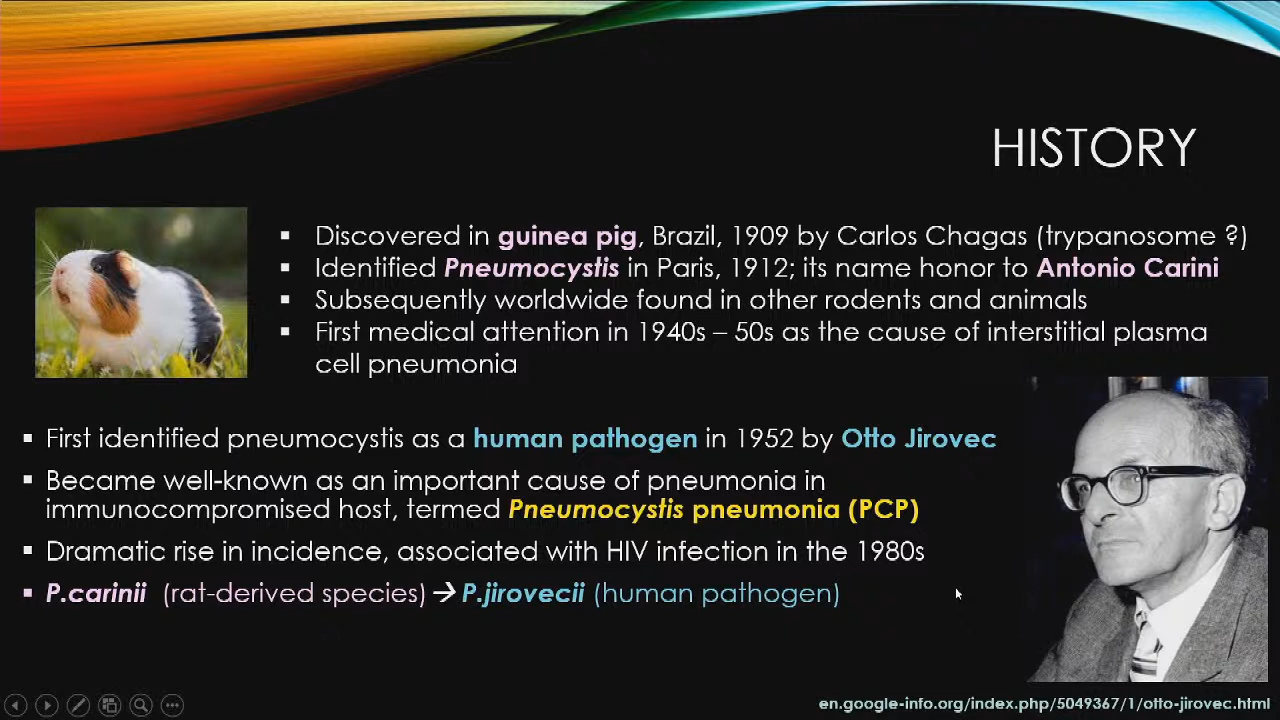 HISTORY
▪ Discovered in guinea pig, Brazil, 1909 by Carlos Chagas (trypanosome ?)
▪ Identified Pneumocystis in Paris, 1912; its name honor to Antonio Carini
▪ Subsequently worldwide found in other rodents and animals
▪ First medical attention in 1940s – 50s as the cause of interstitial plasma
cell pneumonia
▪ First identified pneumocystis as a human pathogen in 1952 by Otto Jirovec
▪ Became well-known as an important cause of pneumonia in
immunocompromised host, termed Pneumocystis pneumonia (PCP)
▪ Dramatic rise in incidence, associated with HIV infection in the 1980s
▪ P.carinii (rat-derived species) → P.jirovecii (human pathogen)
en.google-info.org/index.php/5049367/1/otto-jirovec.html